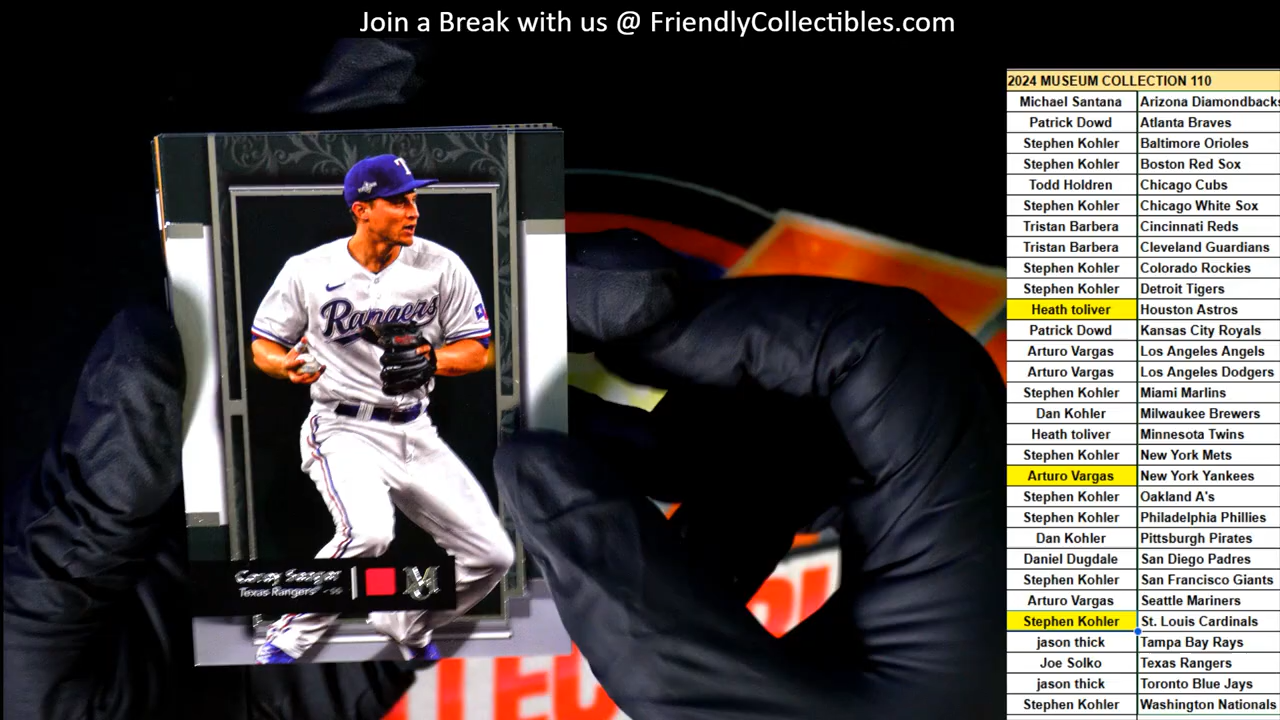 Join a Break with us @ FriendlyCollectibles.com
2024 MUSEUM COLLECTION 110
Michael Santana Arizona Diamondbacks
Patrick Dowd Atlanta Braves
Stephen Kohler Baltimore Orioles
Stephen Kohler Boston Red Sox
Todd Holdren Chicago Cubs
Stephen Kohler Chicago White Sox
Tristan Barbera Cincinnati Reds
Tristan Barbera Cleveland Guardians
Stephen Kohler Colorado Rockies
Stephen Kohler Detroit Tigers
Heath toliver Houston Astros
Patrick Dowd Kansas City Royals
Arturo Vargas Los Angeles Angels
Arturo Vargas Los Angeles Dodgers
Stephen Kohler Miami Marlins
Dan Kohler Milwaukee Brewers
Heath toliver Minnesota Twins
Stephen Kohler New York Mets
Arturo Vargas New York Yankees
Stephen Kohler Oakland A's
Stephen Kohler Philadelphia Phillies
Dan Kohler Pittsburgh Pirates
Daniel Dugdale San Diego Padres
Stephen Kohler San Francisco Giants
Arturo Vargas Seattle Mariners
Stephen Kohler St. Louis Cardinals
jason thick Tampa Bay Rays
Joe Solko Texas Rangers
jason thick Toronto Blue Jays
Stephen Kohler Washington Nationals
T
Rangers
Corey Seager
Texas Rangers - SS
M